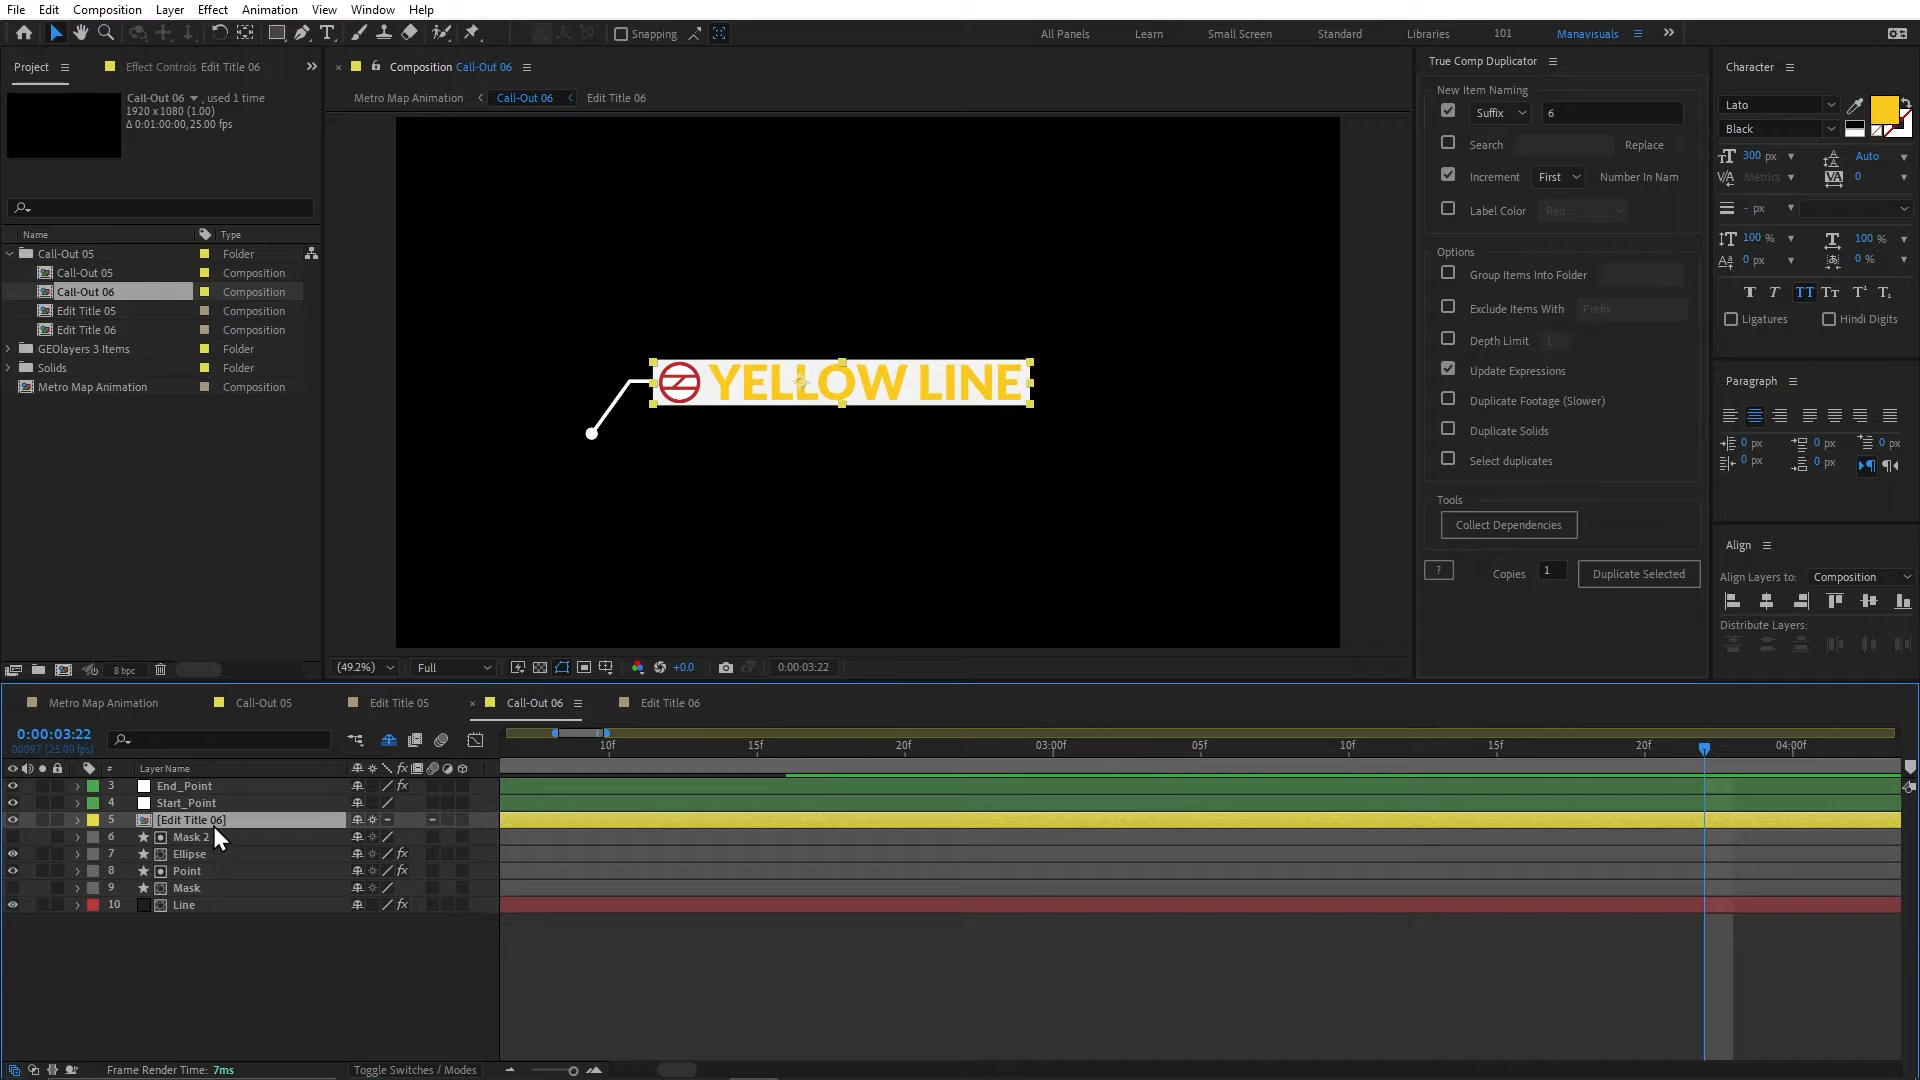 File Edit Composition Layer Effect Animation View Window Help
Snapping
All Panels Learn Small Screen Standard Libraries 101 Manavisuals
Project Effect Controls Edit Title 06
Call-Out 06 , used 1 time
1920 x 1080 (1.00)
Δ 0:01:00:00, 25.00 fps
Name Type
Call-Out 05 Folder
Call-Out 05 Composition
Call-Out 06 Composition
Edit Title 05 Composition
Edit Title 06 Composition
GEOlayers 3 Items Folder
Solids Folder
Metro Map Animation Composition
8 bpc
Composition Call-Out 06
Metro Map Animation Call-Out 06 Edit Title 06
YELLOW LINE
(49.2%) Full +0.0 0:00:03:22
True Comp Duplicator
New Item Naming
Suffix 6
Search Replace
Increment First Number In Nam
Label Color Red
Options
Group Items Into Folder
Exclude Items With Prefix
Depth Limit 1
Update Expressions
Duplicate Footage (Slower)
Duplicate Solids
Select duplicates
Tools
Collect Dependencies
? Copies 1 Duplicate Selected
Character
Lato
Black
300 px Auto
Metrics 0
- px
100 % 100 %
0 px 0 %
Ligatures Hindi Digits
Paragraph
0 px 0 px 0 px
0 px 0 px
Align
Align Layers to: Composition
Distribute Layers:
Metro Map Animation Call-Out 05 Edit Title 05 Call-Out 06 Edit Title 06
0:00:03:22
00097 (25.00 fps)
10f 15f 20f 03:00f 05f 10f 15f 20f 04:00f
# Layer Name
3 End_Point
4 Start_Point
5 [Edit Title 06]
6 Mask 2
7 Ellipse
8 Point
9 Mask
10 Line
Frame Render Time: 7ms Toggle Switches / Modes